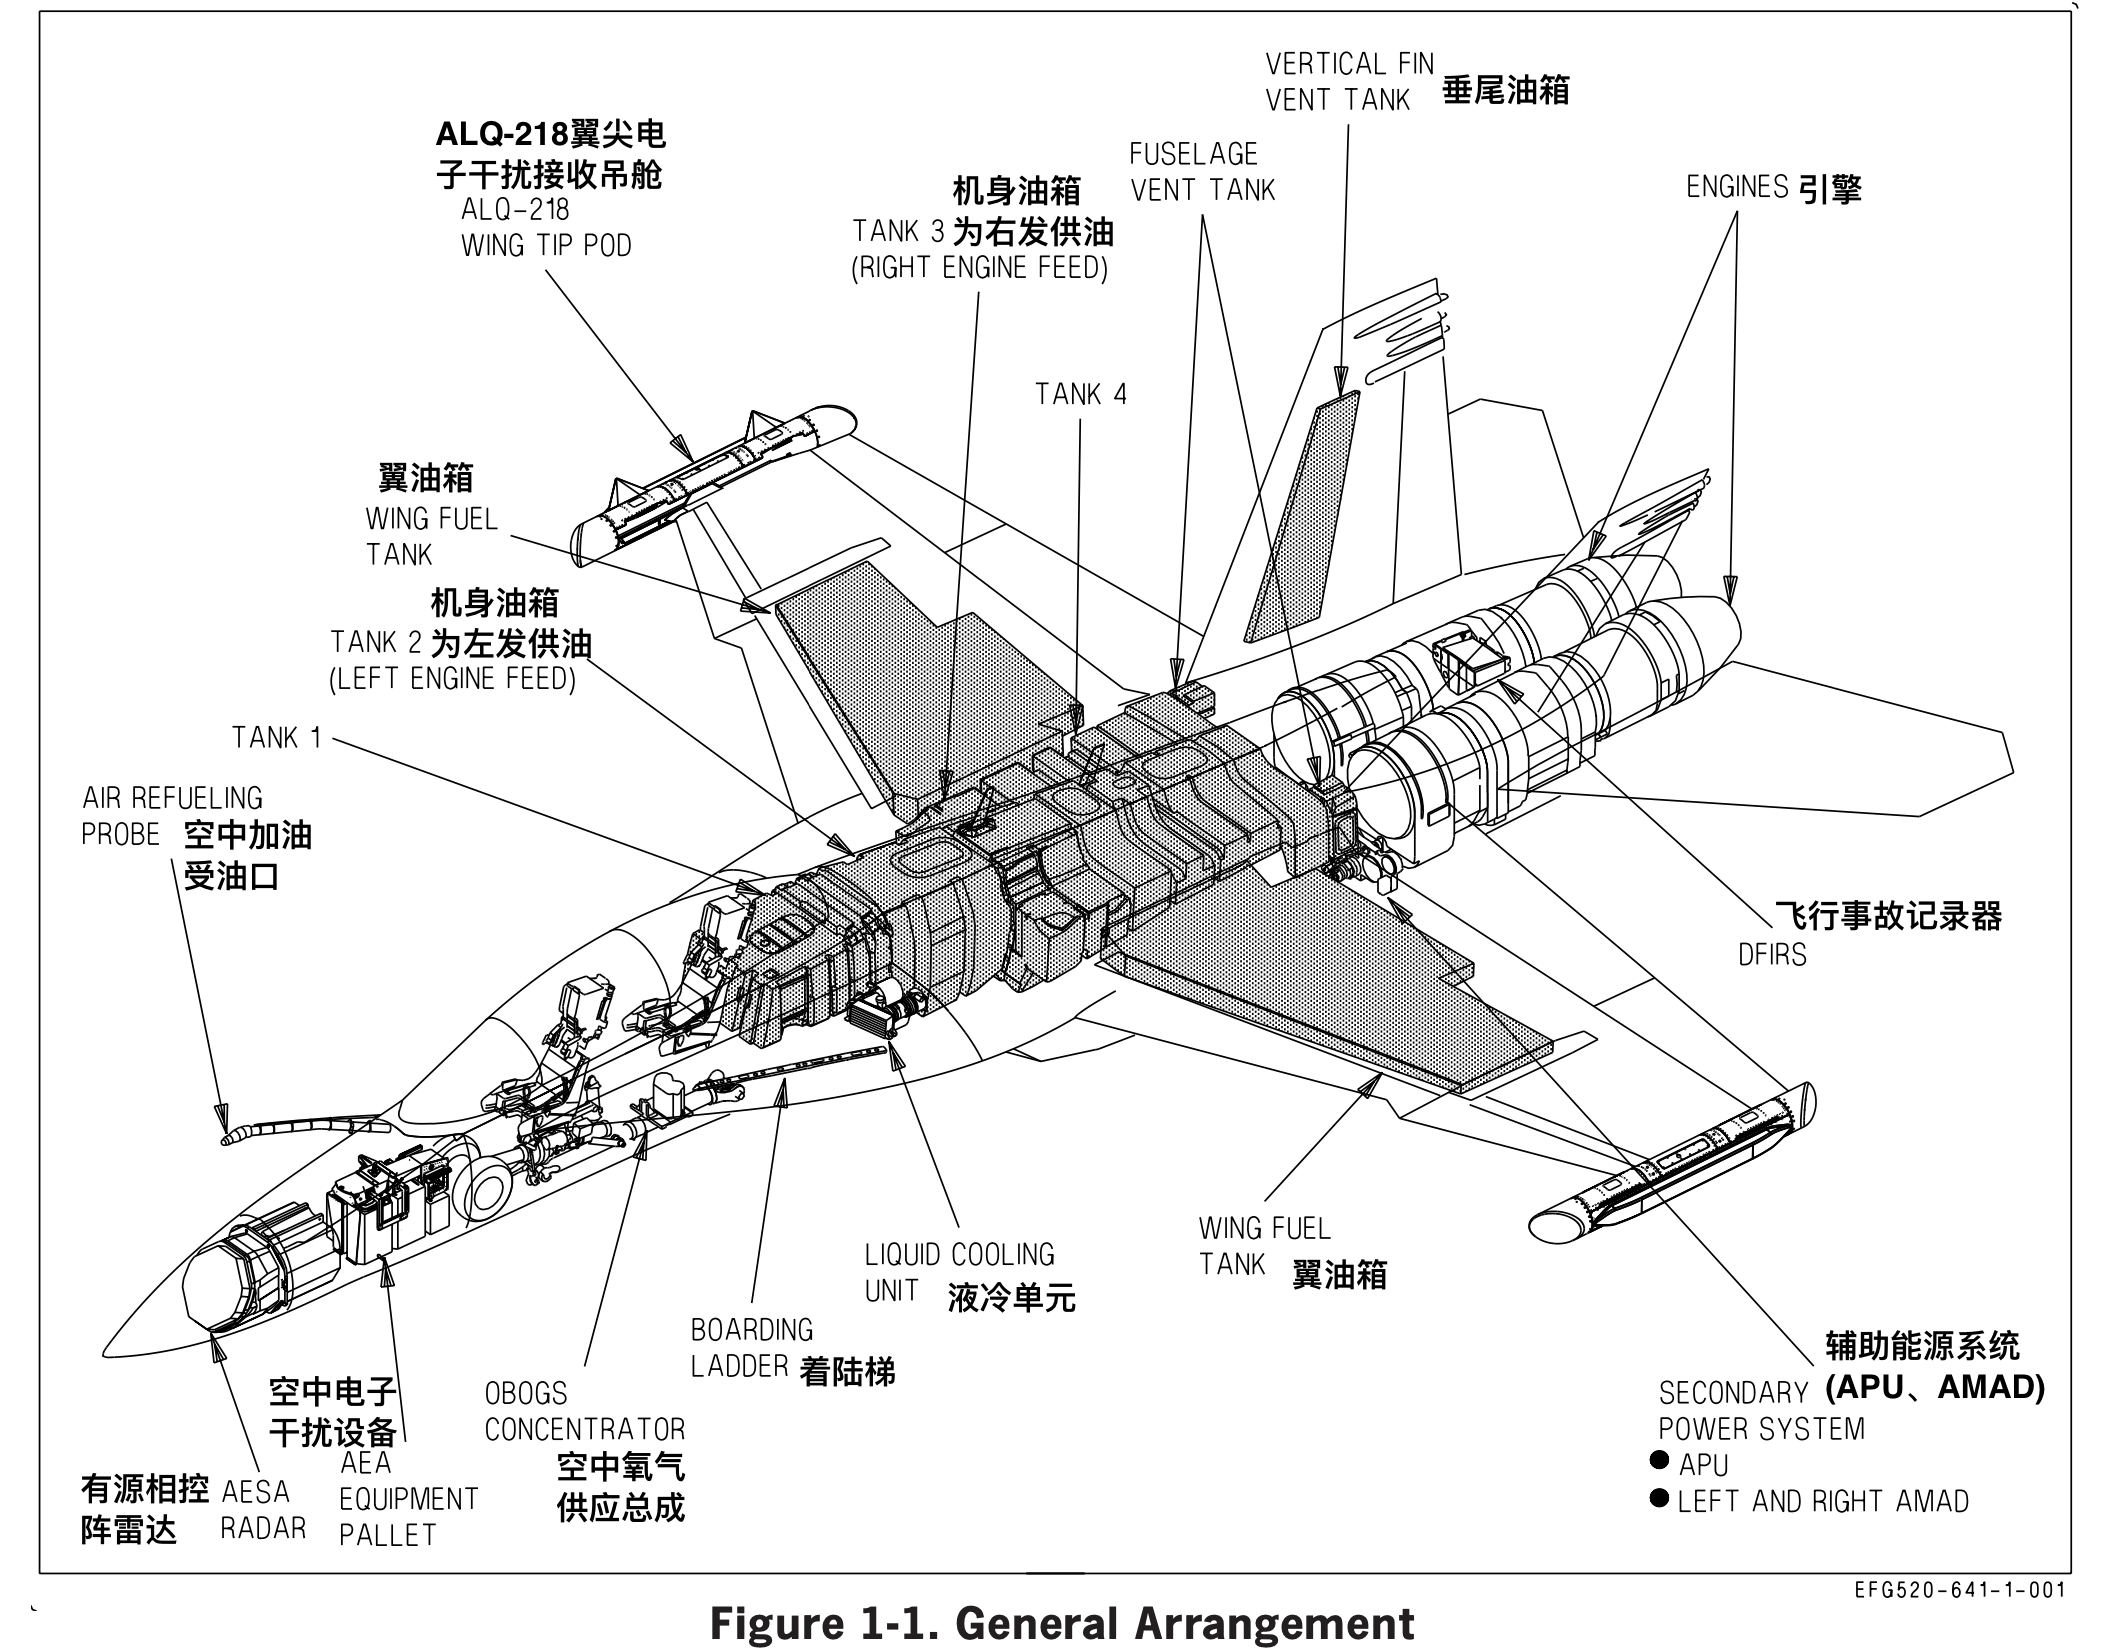 VERTICAL FIN
VENT TANK 垂尾油箱
ALQ-218翼尖电
子干扰接收吊舱
ALQ-218
WING TIP POD
机身油箱
TANK 3 为右发供油
(RIGHT ENGINE FEED)
FUSELAGE
VENT TANK
ENGINES 引擎
TANK 4
翼油箱
WING FUEL
TANK
机身油箱
TANK 2 为左发供油
(LEFT ENGINE FEED)
TANK 1
AIR REFUELING
PROBE 空中加油
受油口
飞行事故记录器
DFIRS
WING FUEL
TANK 翼油箱
LIQUID COOLING
UNIT 液冷单元
BOARDING
LADDER 着陆梯
OBOGS
CONCENTRATOR
空中氧气
供应总成
空中电子
干扰设备
AEA
EQUIPMENT
PALLET
有源相控
阵雷达
AESA
RADAR
辅助能源系统
(APU、AMAD)
SECONDARY
POWER SYSTEM
● APU
● LEFT AND RIGHT AMAD
EFG520-641-1-001
Figure 1-1. General Arrangement